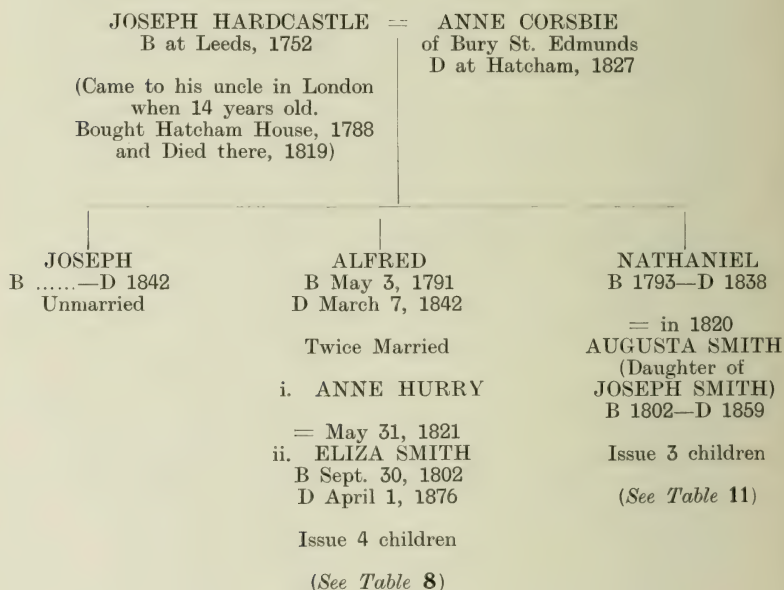 JOSEPH HARDCASTLE = ANNE CORSBIE
B at Leeds, 1752
of Bury St. Edmunds
D at Hatcham, 1827
(Came to his uncle in London
when 14 years old.
Bought Hatcham House, 1788
and Died there, 1819)
JOSEPH
B ......—D 1842
Unmarried
ALFRED
B May 3, 1791
D March 7, 1842
Twice Married
i. ANNE HURRY
= May 31, 1821
ii. ELIZA SMITH
B Sept. 30, 1802
D April 1, 1876
Issue 4 children
(See Table 8)
NATHANIEL
B 1793—D 1838
= in 1820
AUGUSTA SMITH
(Daughter of
JOSEPH SMITH)
B 1802—D 1859
Issue 3 children
(See Table 11)